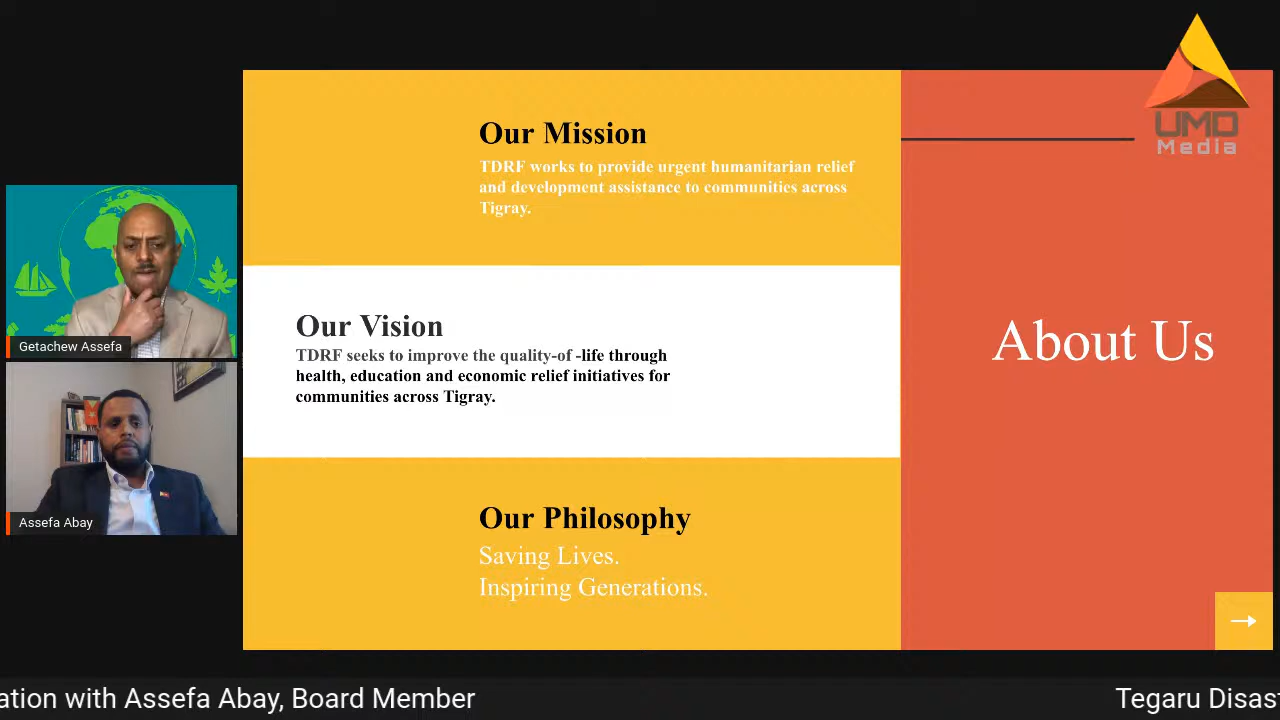 UMD
Media
Our Mission
TDRF works to provide urgent humanitarian relief
and development assistance to communities across
Tigray.
Getachew Assefa
Our Vision
TDRF seeks to improve the quality-of -life through
health, education and economic relief initiatives for
communities across Tigray.
About Us
Assefa Abay
Our Philosophy
Saving Lives.
Inspiring Generations.
ation with Assefa Abay, Board Member
Tegaru Disast